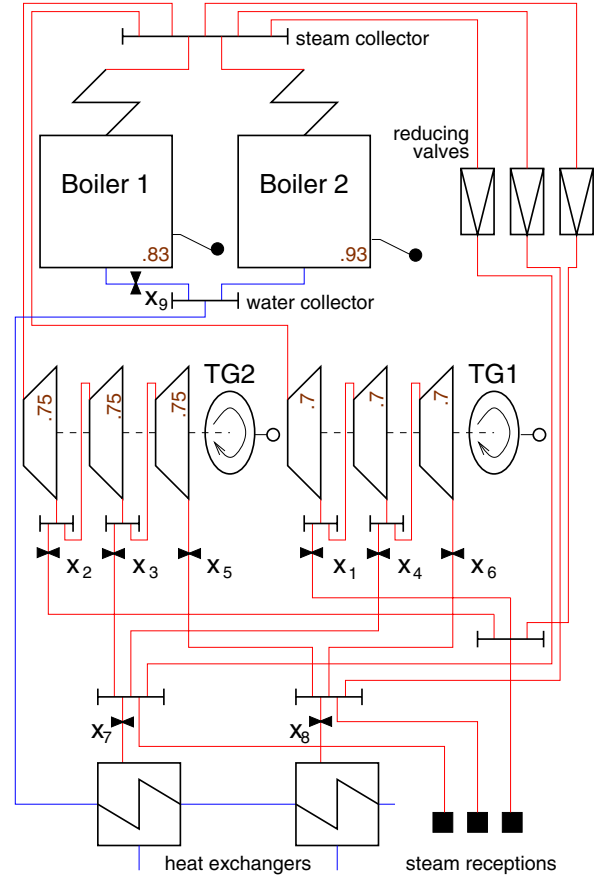 steam collector
reducing
valves
Boiler 1
Boiler 2
.83
.93
x9
water collector
TG2
TG1
.75
.75
.75
.7
.7
.7
x2
x3
x5
x1
x4
x6
x7
x8
heat exchangers
steam receptions